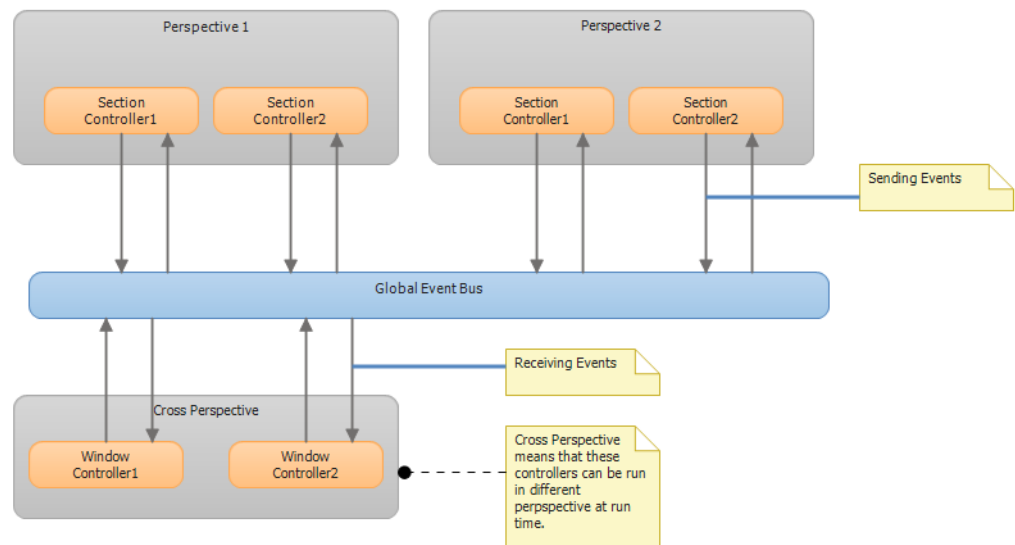 Perspective 1
Perspective 2
Section
Controller1
Section
Controller2
Section
Controller1
Section
Controller2
Sending Events
Global Event Bus
Receiving Events
Cross Perspective
Window
Controller1
Window
Controller2
Cross Perspective
means that these
controllers can be run
in different
perpspective at run
time.